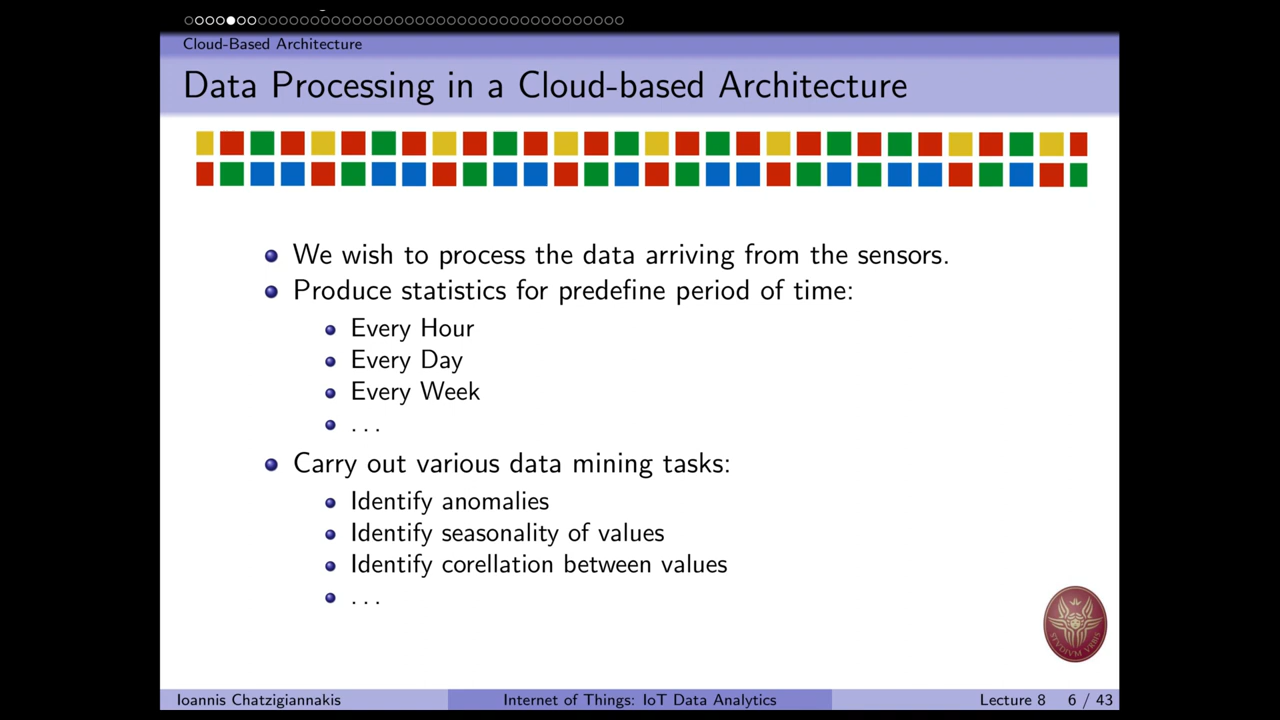 Cloud-Based Architecture
Data Processing in a Cloud-based Architecture
We wish to process the data arriving from the sensors.
Produce statistics for predefine period of time:
Every Hour
Every Day
Every Week
. . .
Carry out various data mining tasks:
Identify anomalies
Identify seasonality of values
Identify corellation between values
. . .
STVDIVM VRBIS
Ioannis Chatzigiannakis
Internet of Things: IoT Data Analytics
Lecture 8
6 / 43